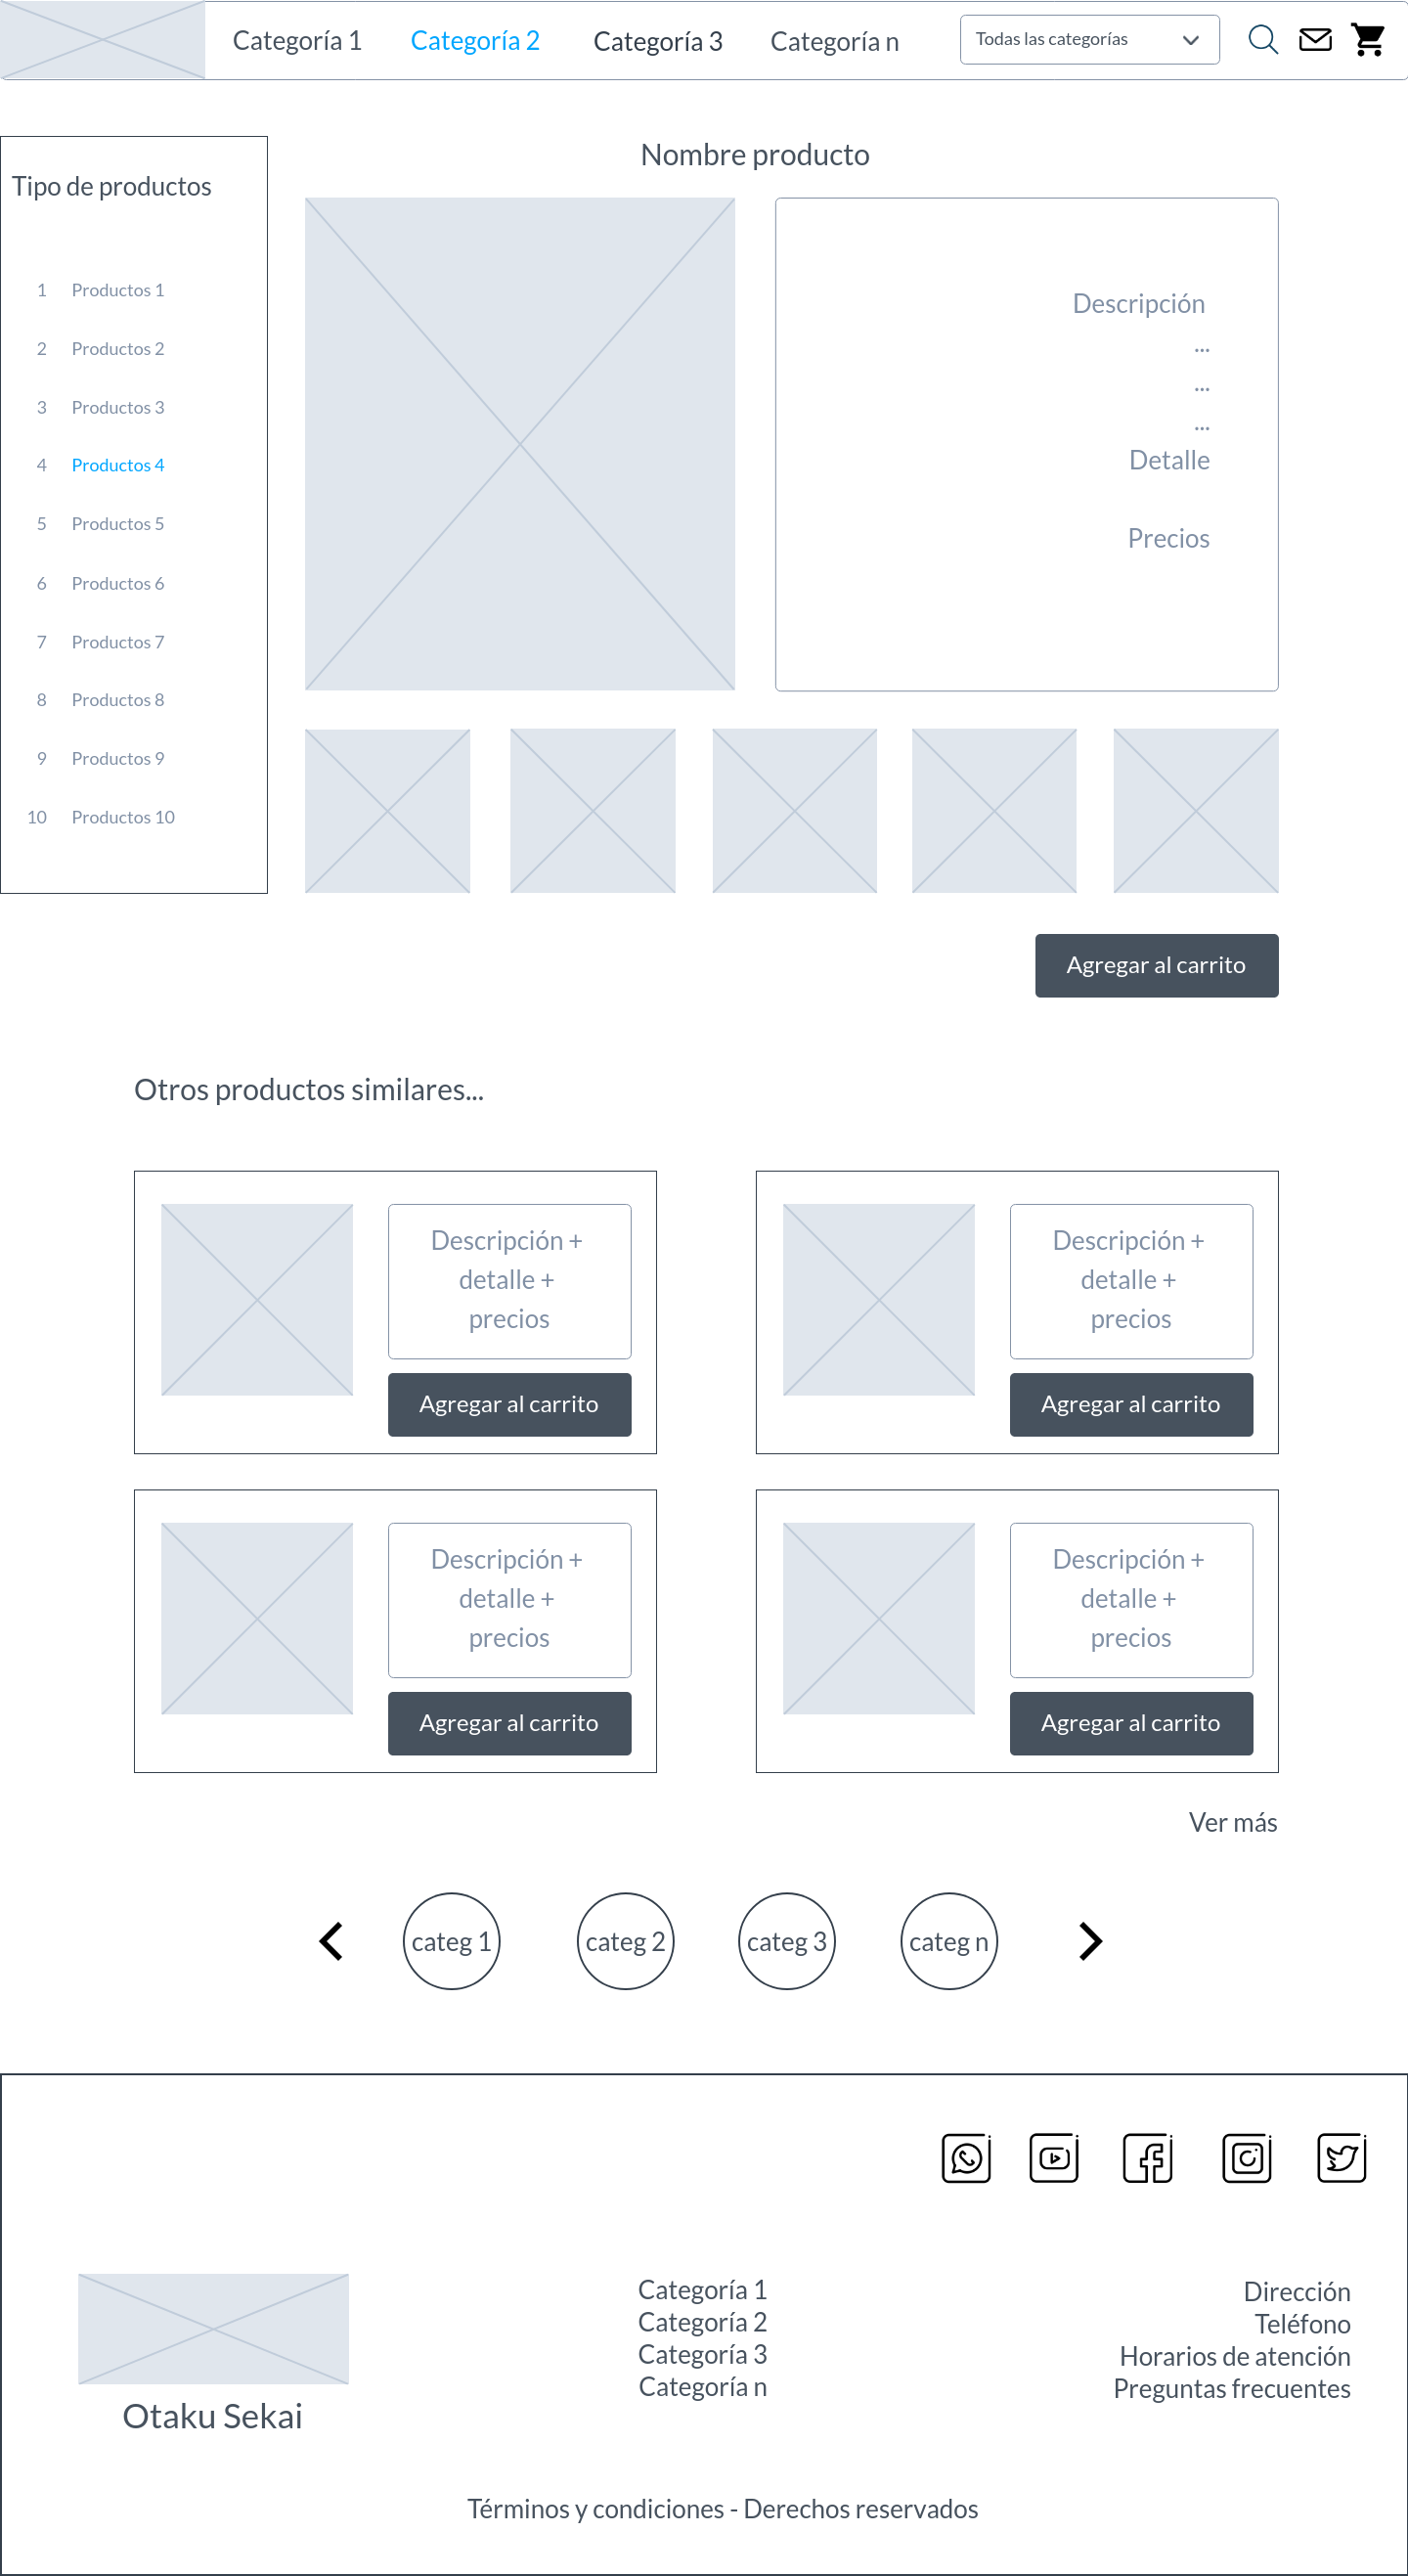 Categoría 1
Categoría 2
Categoría 3
Categoría n
Todas las categorías
Tipo de productos
1 Productos 1
2 Productos 2
3 Productos 3
4 Productos 4
5 Productos 5
6 Productos 6
7 Productos 7
8 Productos 8
9 Productos 9
10 Productos 10
Nombre producto
Descripción
...
...
...
Detalle
Precios
Agregar al carrito
Otros productos similares...
Descripción +
detalle +
precios
Agregar al carrito
Descripción +
detalle +
precios
Agregar al carrito
Descripción +
detalle +
precios
Agregar al carrito
Descripción +
detalle +
precios
Agregar al carrito
Ver más
categ 1
categ 2
categ 3
categ n
Otaku Sekai
Categoría 1
Categoría 2
Categoría 3
Categoría n
Dirección
Teléfono
Horarios de atención
Preguntas frecuentes
Términos y condiciones - Derechos reservados